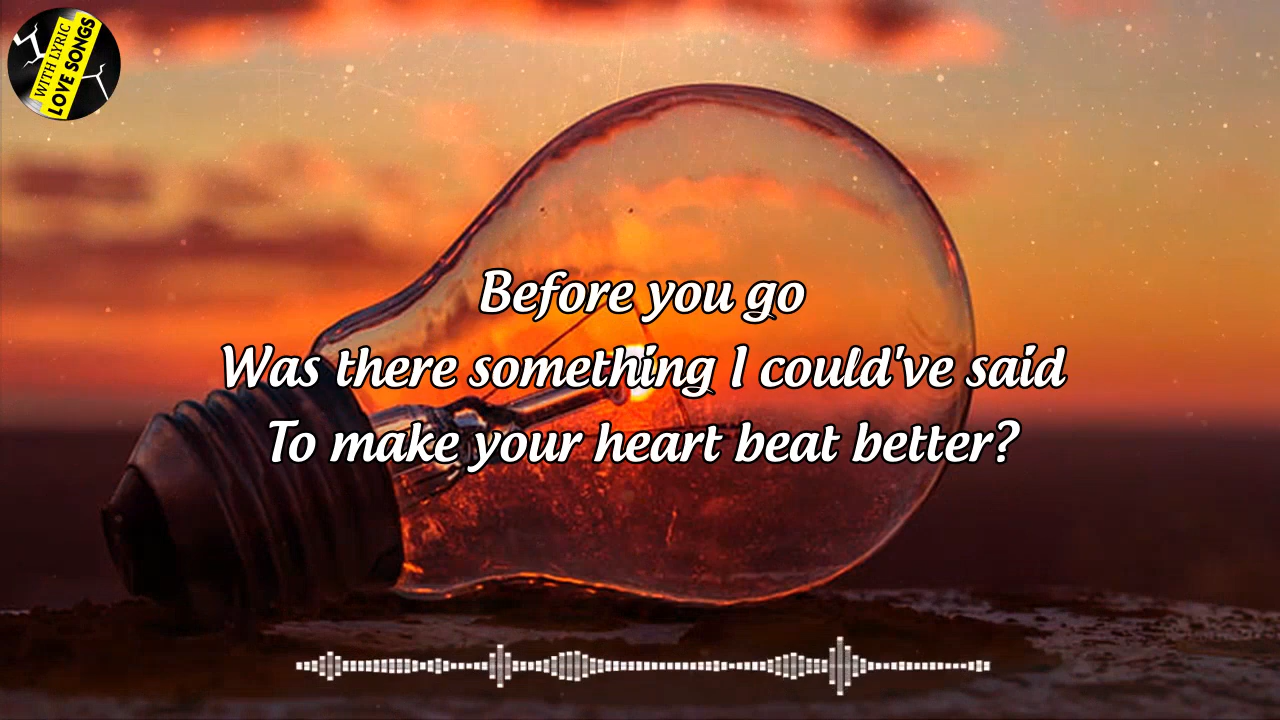 WITH LYRIC
LOVE SONGS
Before you go
Was there something I could've said
To make your heart beat better?